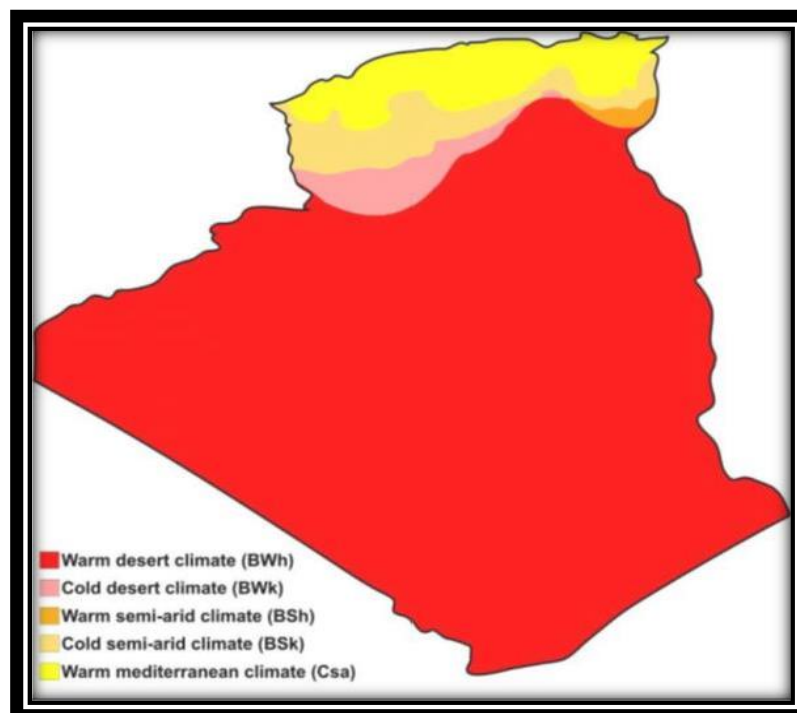 Warm desert climate (BWh)
Cold desert climate (BWk)
Warm semi-arid climate (BSh)
Cold semi-arid climate (BSk)
Warm mediterranean climate (Csa)